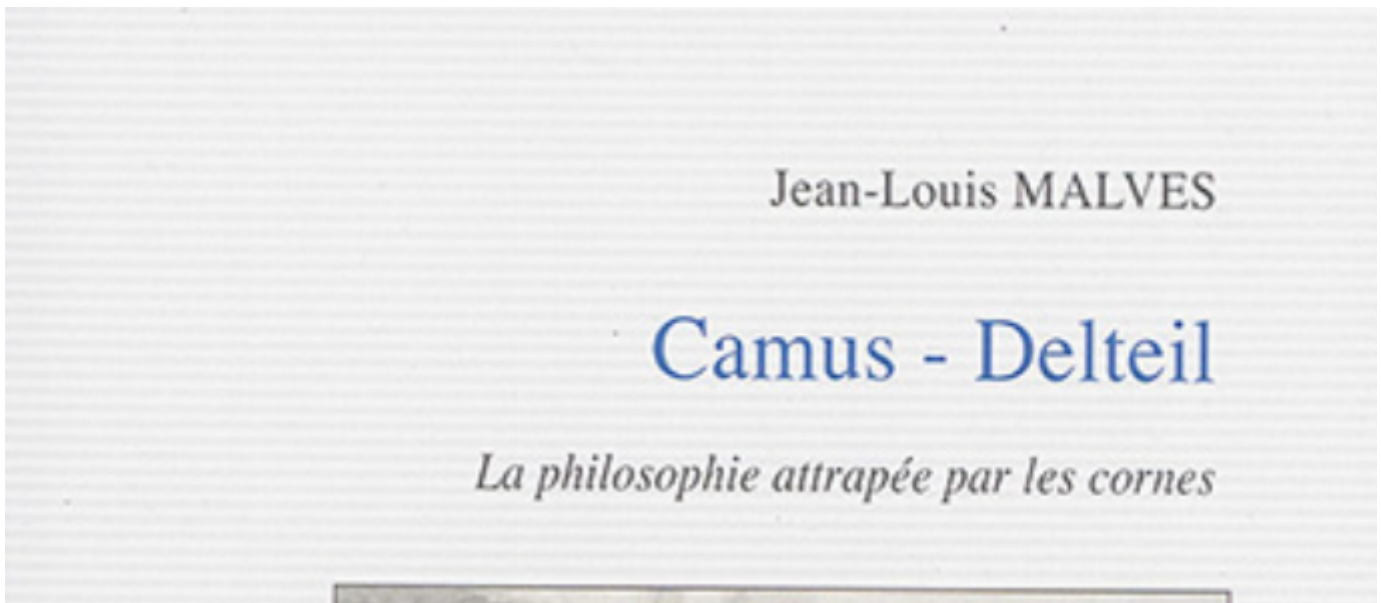 Jean-Louis MALVES
Camus - Delteil
La philosophie attrapée par les cornes